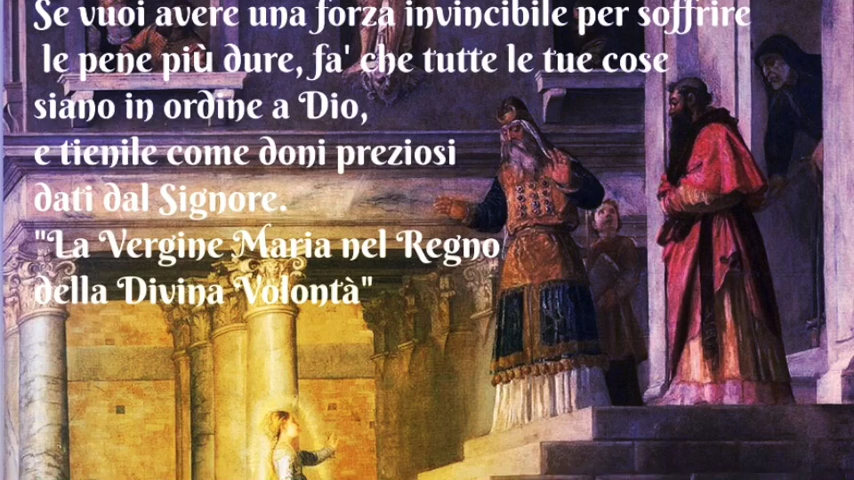 Se vuoi avere una forza invincibile per soffrire
le pene più dure, fa' che tutte le tue cose
siano in ordine a Dio,
e tienile come doni preziosi
dati dal Signore.
"La Vergine Maria nel Regno
della Divina Volontà"